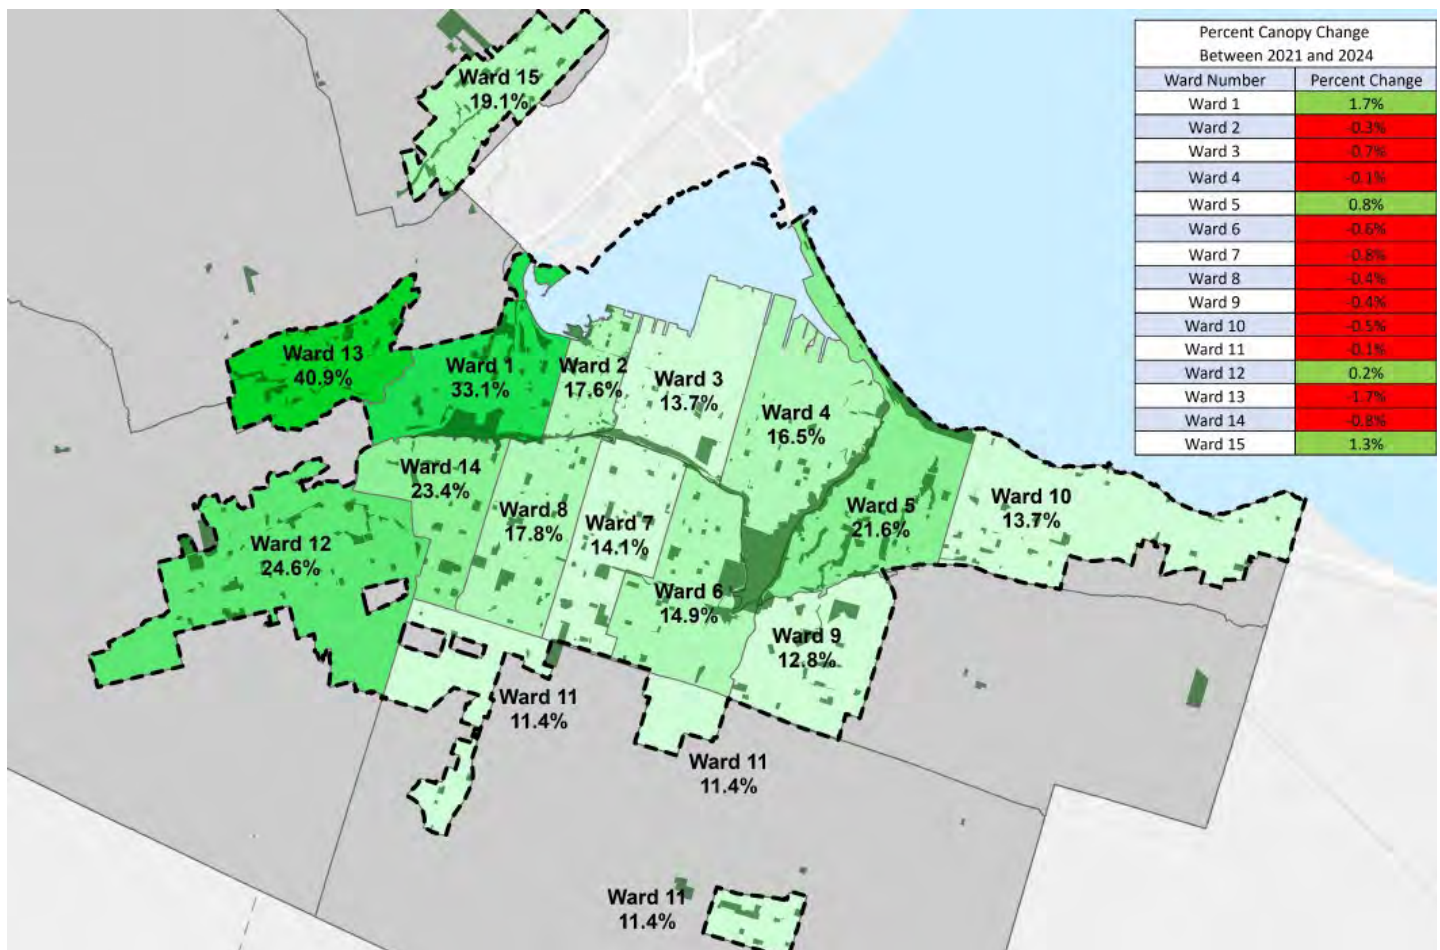 Percent Canopy Change
Between 2021 and 2024
Ward Number Percent Change
Ward 1 1.7%
Ward 2 -0.3%
Ward 3 -0.7%
Ward 4 -0.1%
Ward 5 0.8%
Ward 6 -0.6%
Ward 7 -0.8%
Ward 8 -0.4%
Ward 9 -0.4%
Ward 10 -0.5%
Ward 11 -0.1%
Ward 12 0.2%
Ward 13 -1.7%
Ward 14 -0.8%
Ward 15 1.3%
Ward 15
19.1%
Ward 13
40.9%
Ward 1
33.1%
Ward 2
17.6%
Ward 3
13.7%
Ward 4
16.5%
Ward 14
23.4%
Ward 8
17.8%
Ward 7
14.1%
Ward 5
21.6%
Ward 10
13.7%
Ward 12
24.6%
Ward 6
14.9%
Ward 9
12.8%
Ward 11
11.4%
Ward 11
11.4%
Ward 11
11.4%